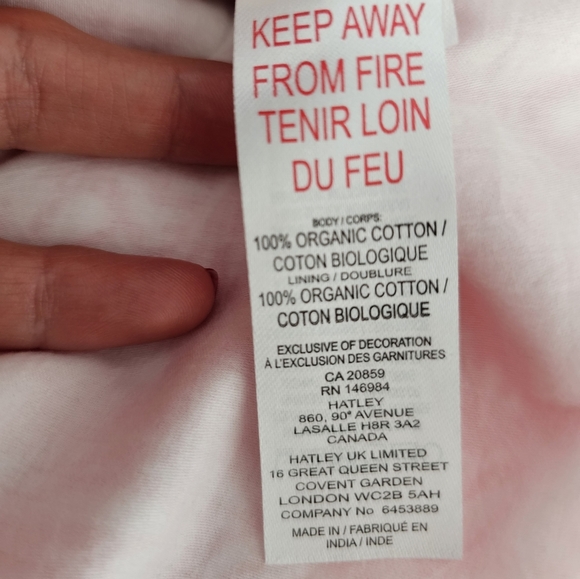 KEEP AWAY
FROM FIRE
TENIR LOIN
DU FEU
BODY / CORPS:
100% ORGANIC COTTON /
COTON BIOLOGIQUE
LINING / DOUBLURE
100% ORGANIC COTTON /
COTON BIOLOGIQUE
EXCLUSIVE OF DECORATION
À L'EXCLUSION DES GARNITURES
CA 20859
RN 146984
HATLEY
860, 90ᵉ AVENUE
LASALLE H8R 3A2
CANADA
HATLEY UK LIMITED
16 GREAT QUEEN STREET
COVENT GARDEN
LONDON WC2B 5AH
COMPANY No 6453889
MADE IN / FABRIQUÉ EN
INDIA / INDE